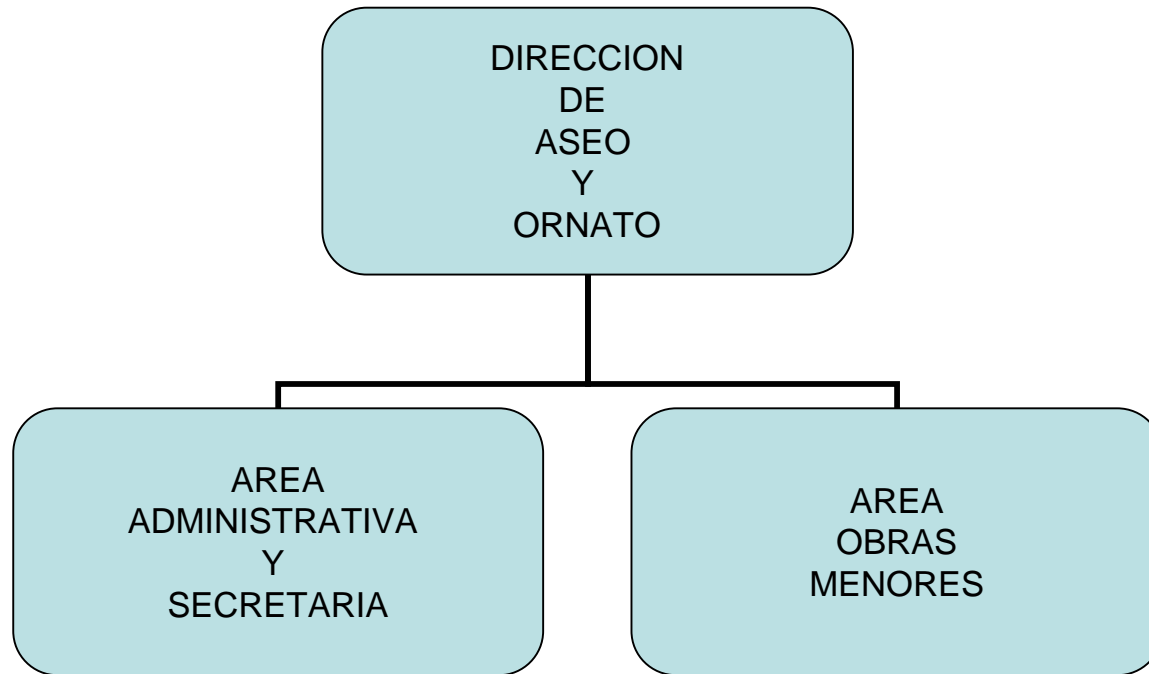 DIRECCION
DE
ASEO
Y
ORNATO
AREA
ADMINISTRATIVA
Y
SECRETARIA
AREA
OBRAS
MENORES